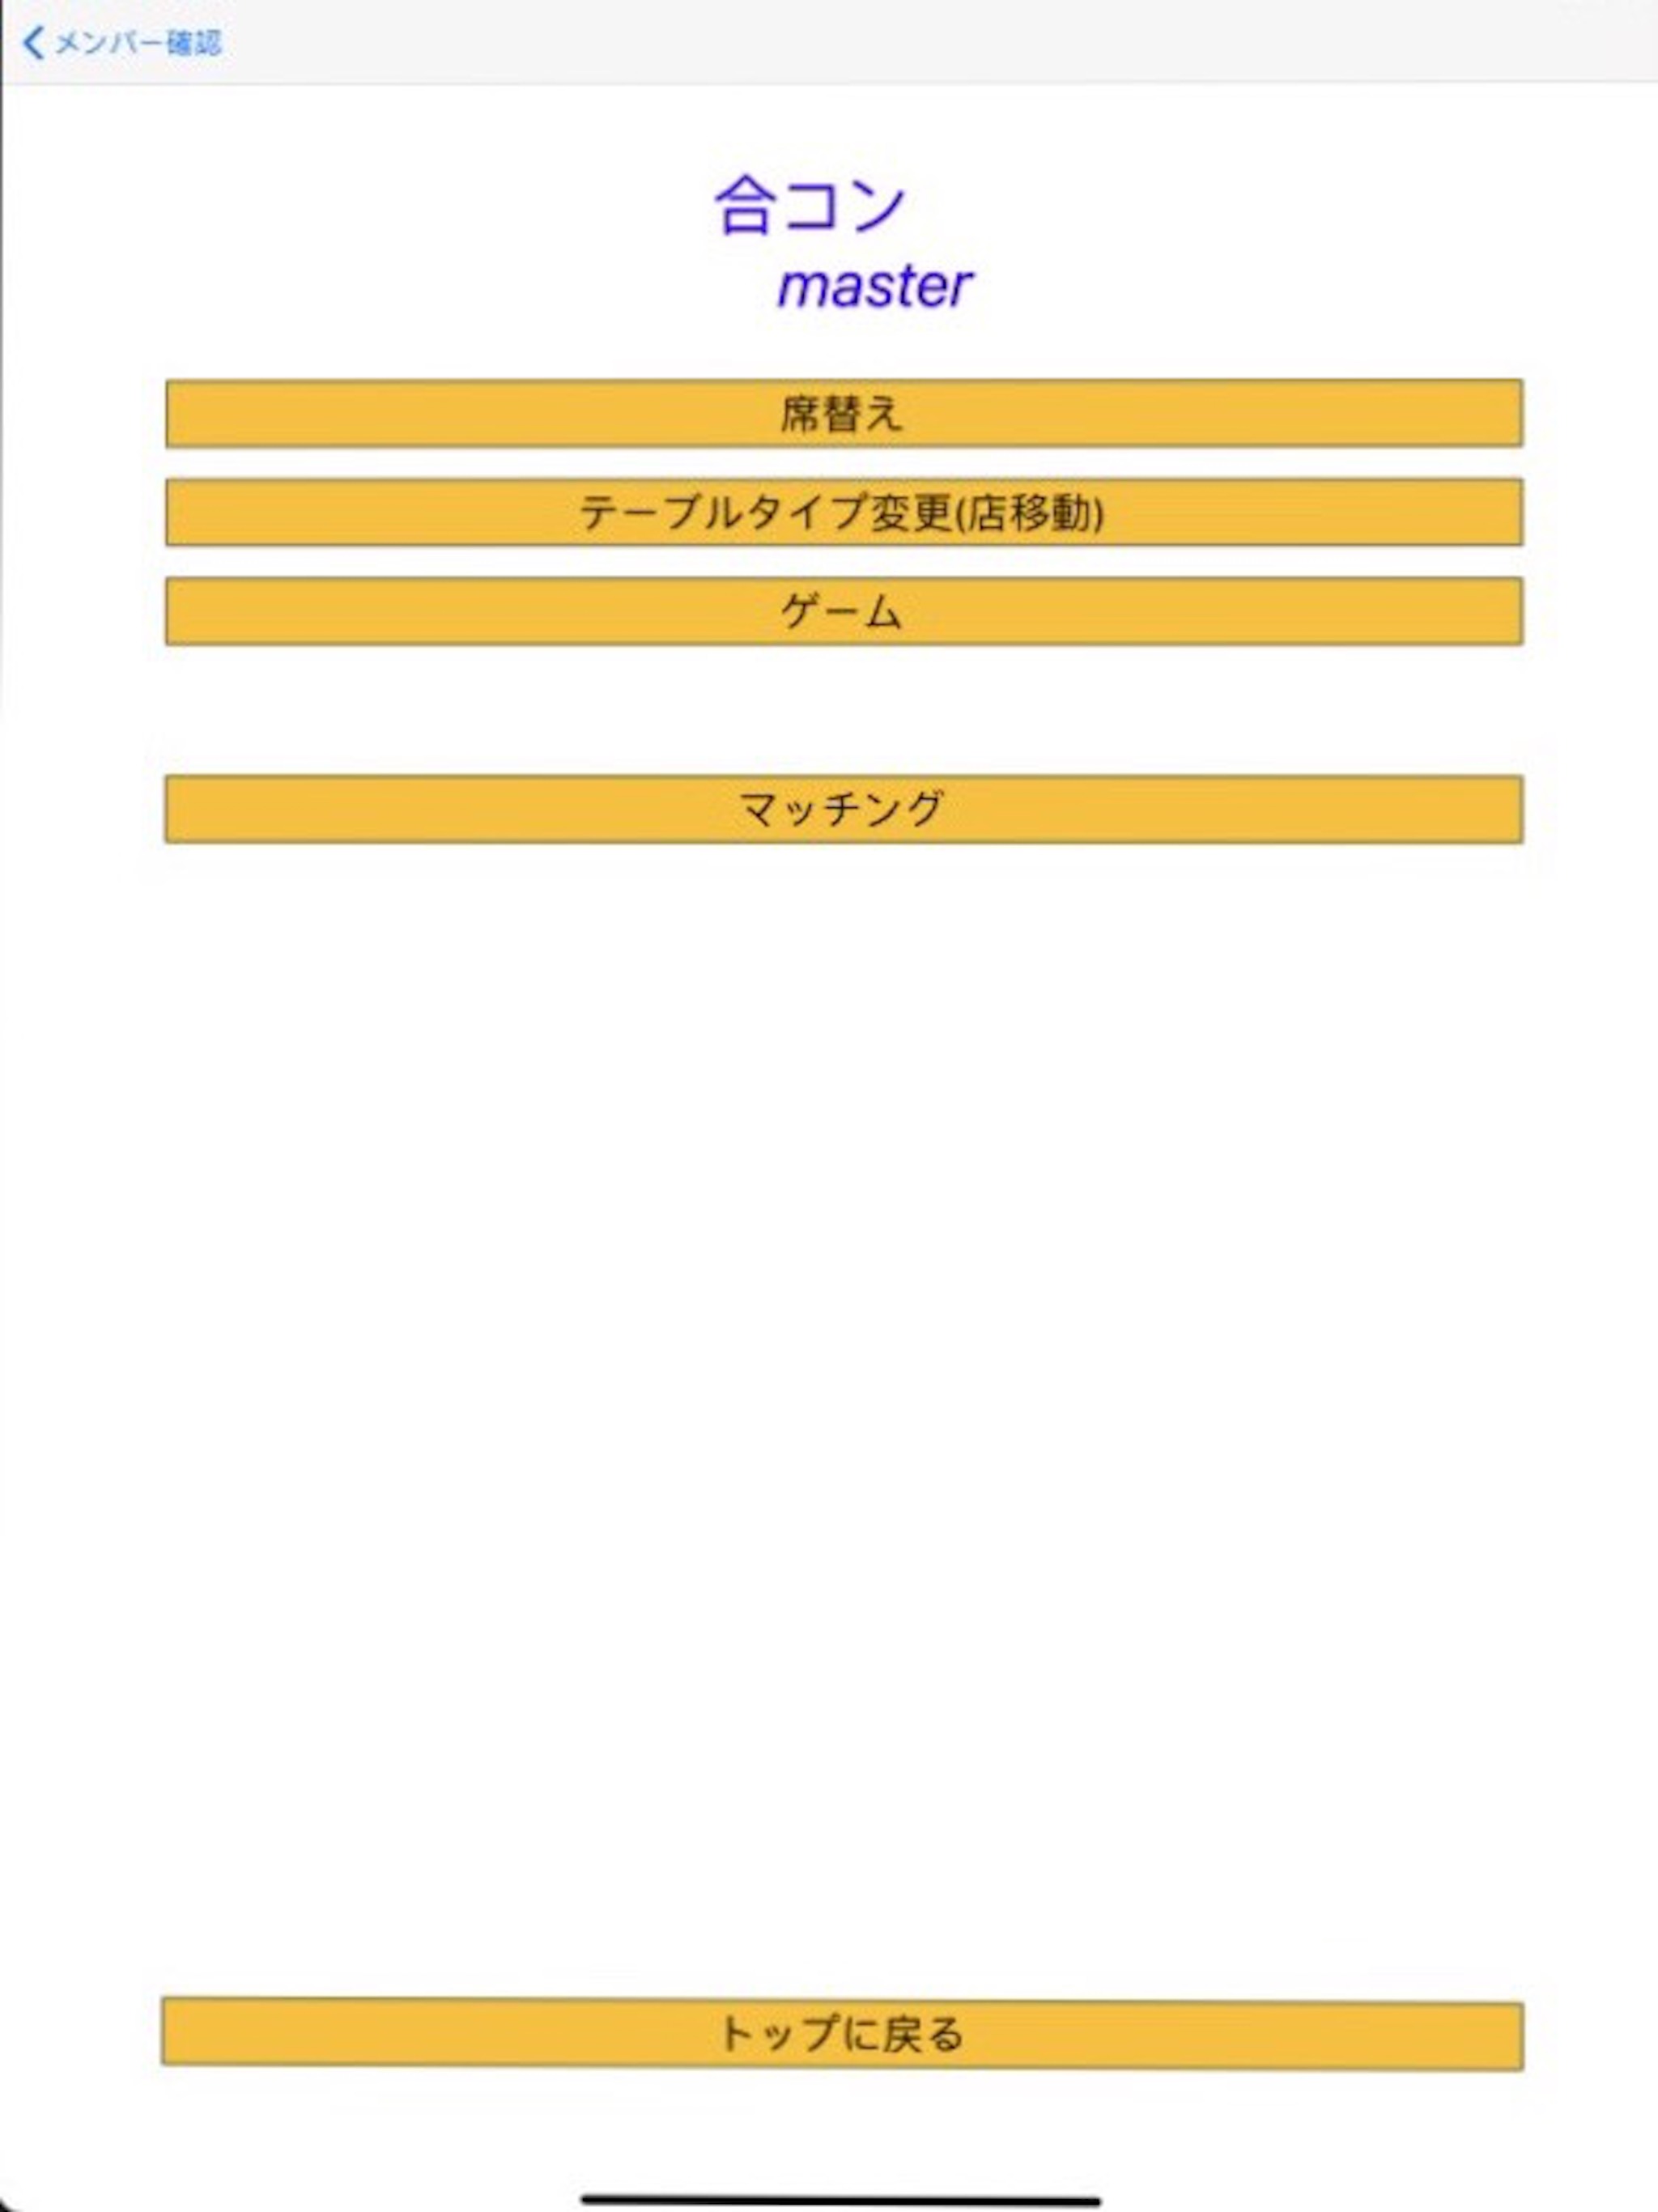 メンバー確認
合コン
master
席替え
テーブルタイプ変更(店移動)
ゲーム
マッチング
トップに戻る